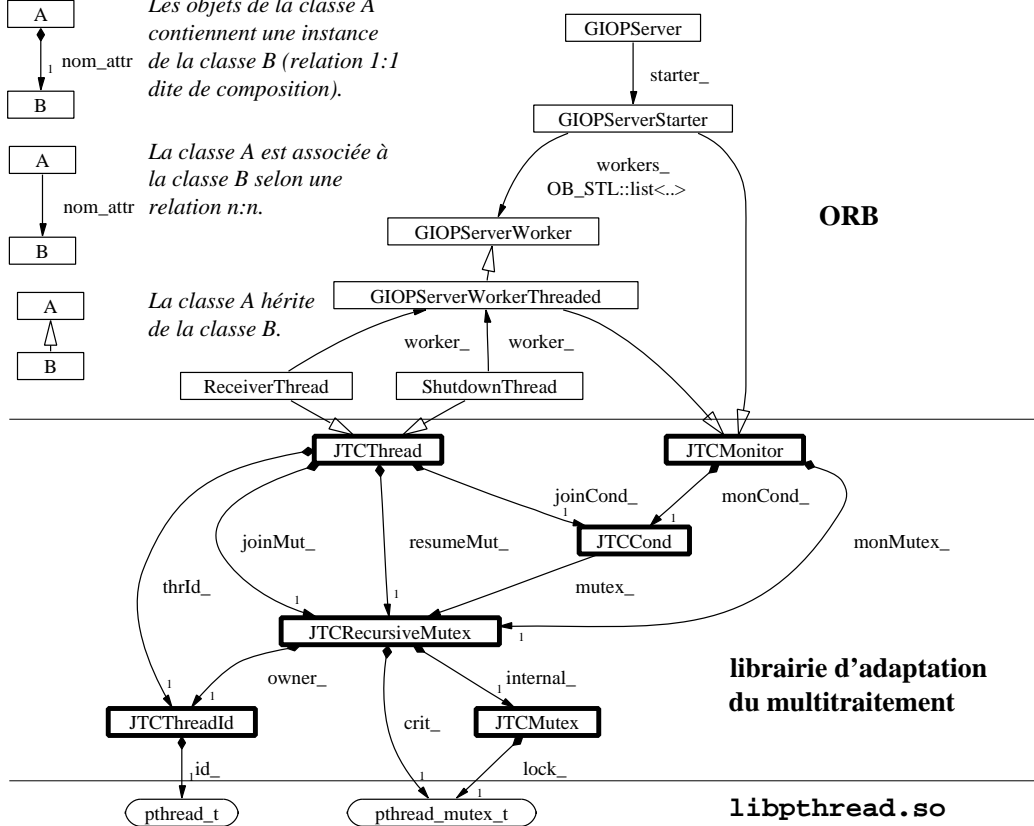 A
Les objets de la classe A
contiennent une instance
de la classe B (relation 1:1
dite de composition).
1
nom_attr
B
A
La classe A est associée à
la classe B selon une
relation n:n.
nom_attr
B
A
La classe A hérite
de la classe B.
B
GIOPServer
starter_
GIOPServerStarter
workers_
OB_STL::list<..>
GIOPServerWorker
ORB
GIOPServerWorkerThreaded
worker_
worker_
ReceiverThread
ShutdownThread
JTCThread
JTCMonitor
joinCond_
monCond_
1
1
joinMut_
resumeMut_
JTCCond
monMutex_
thrId_
mutex_
1
1
JTCRecursiveMutex
1
owner_
internal_
librairie d'adaptation
du multitraitement
1
1
1
JTCThreadId
crit_
JTCMutex
1
id_
1
lock_
1
pthread_t
pthread_mutex_t
libpthread.so